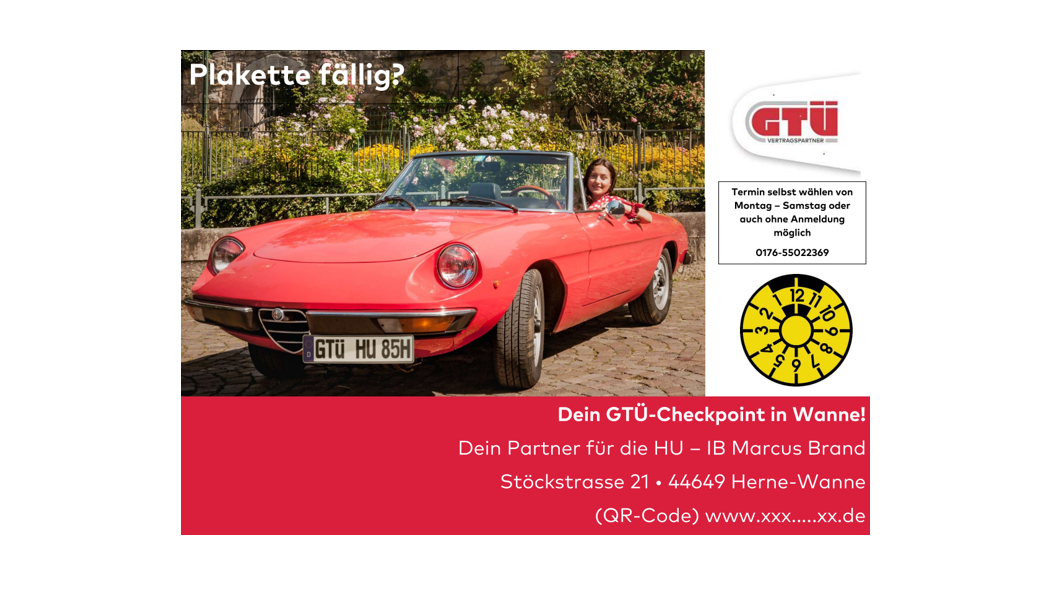 Plakette fällig?
GTÜ
VERTRAGSPARTNER
Termin selbst wählen von
Montag – Samstag oder
auch ohne Anmeldung
möglich
0176-55022369
12 11 10 9 8 7 6 5 4 3 2 1
D GTÜ HU 85H
Dein GTÜ-Checkpoint in Wanne!
Dein Partner für die HU – IB Marcus Brand
Stöckstrasse 21 • 44649 Herne-Wanne
(QR-Code) www.xxx.....xx.de